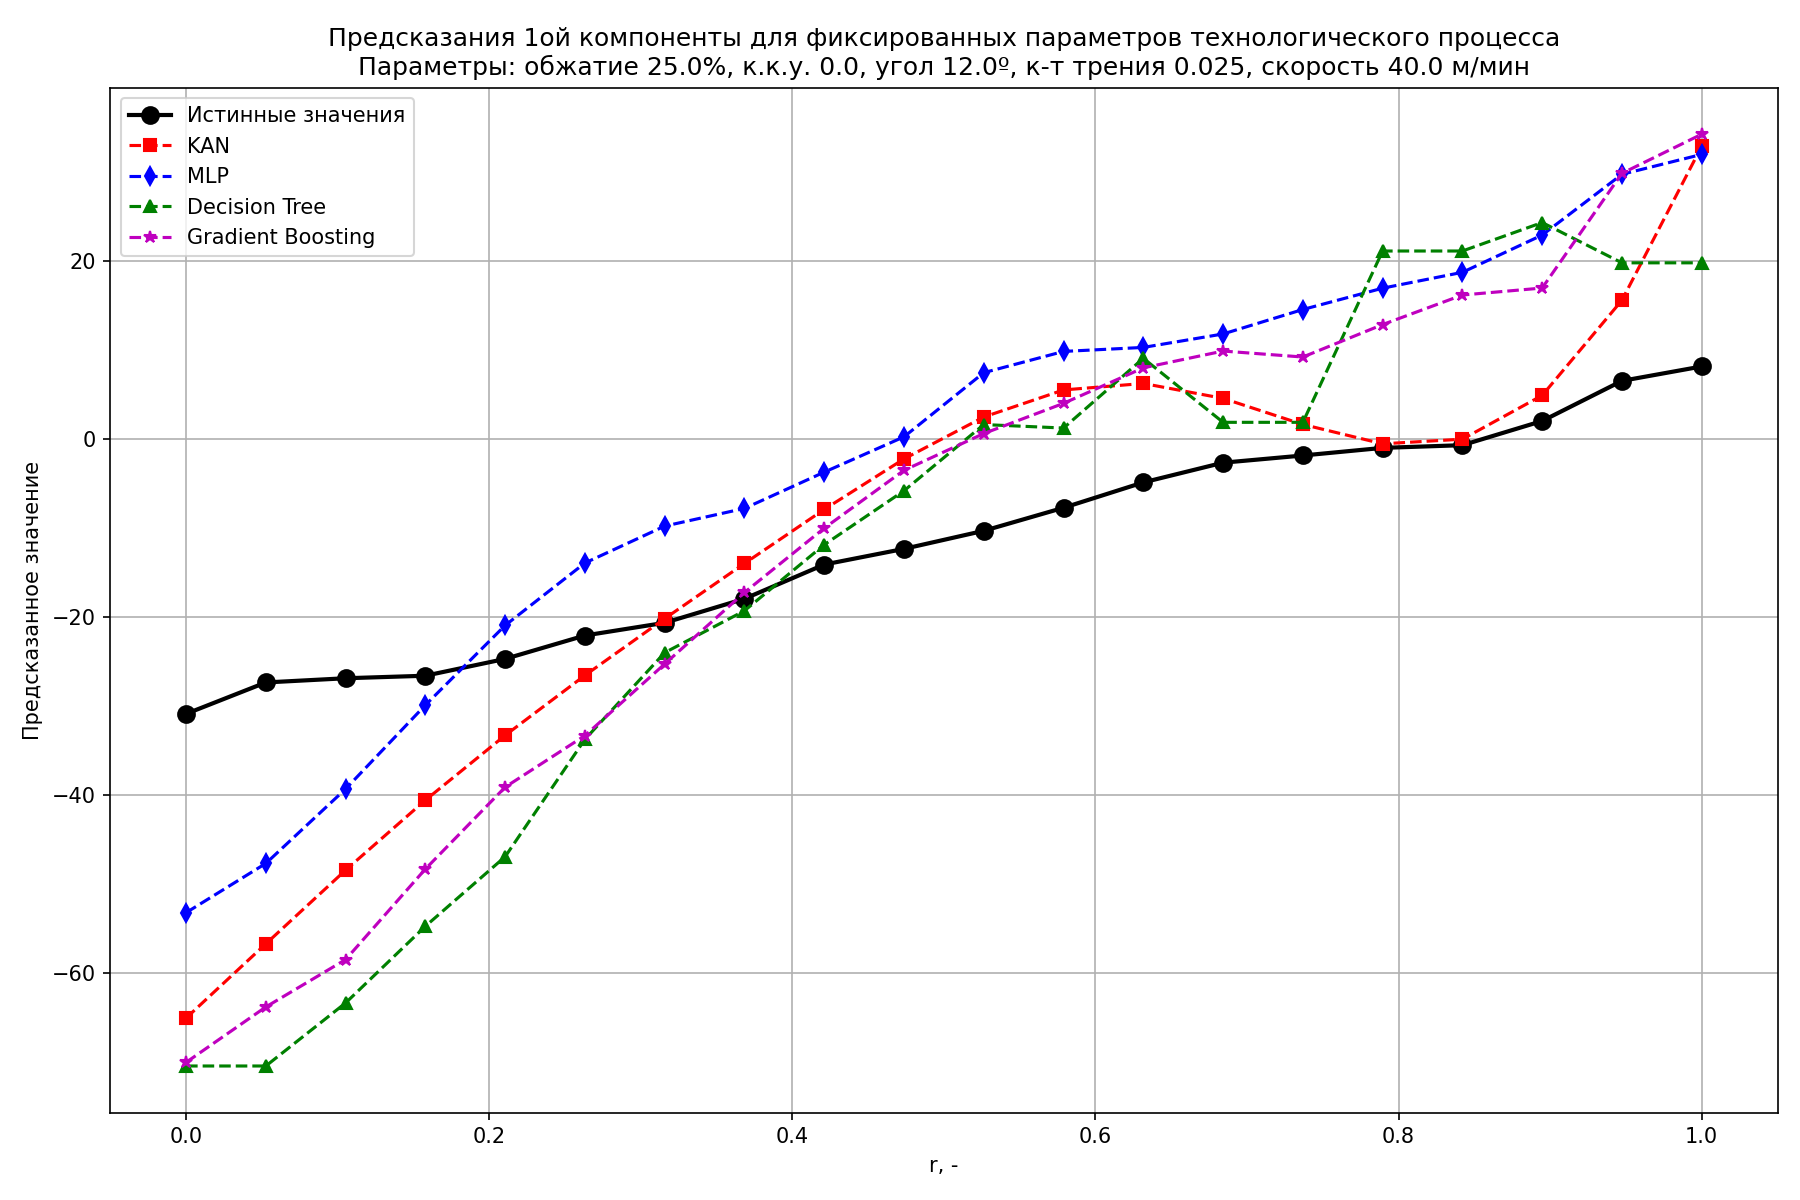 Предсказания 1ой компоненты для фиксированных параметров технологического процесса
Параметры: обжатие 25.0%, к.к.у. 0.0, угол 12.0º, к-т трения 0.025, скорость 40.0 м/мин
Истинные значения
KAN
MLP
Decision Tree
Gradient Boosting
Предсказанное значение
20
0
−20
−40
−60
0.0
0.2
0.4
0.6
0.8
1.0
r, -